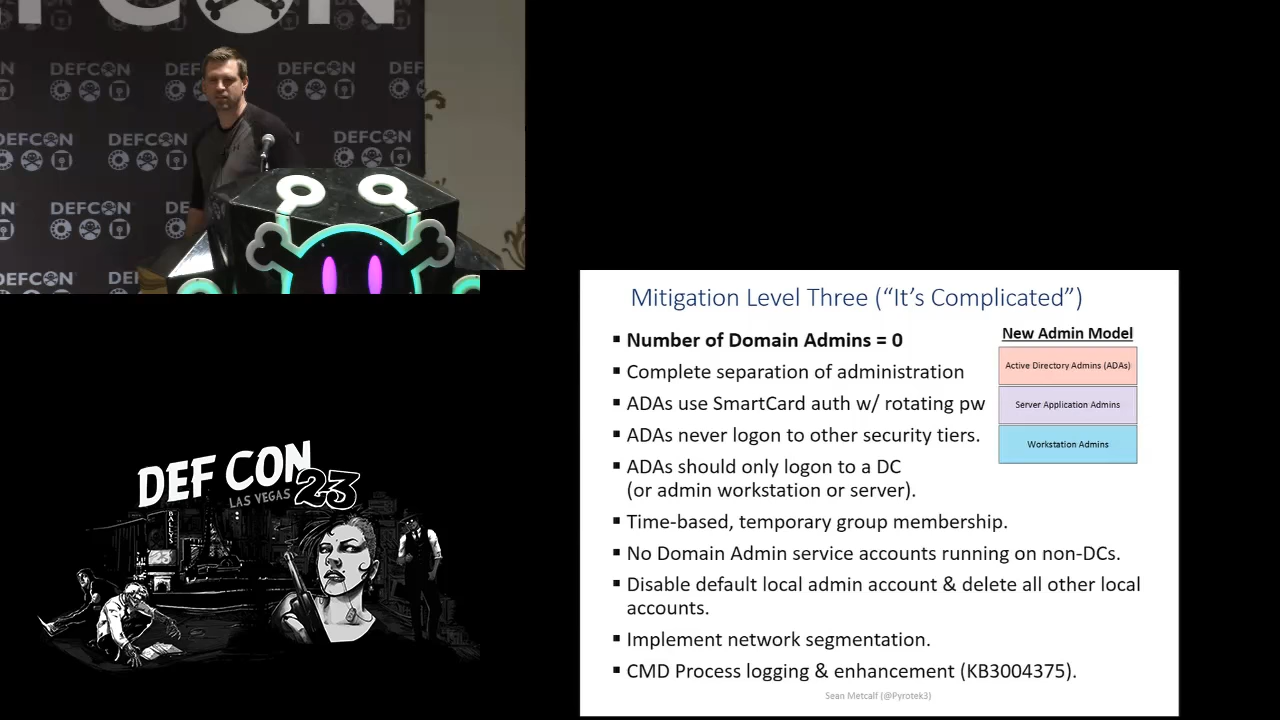 DEFCON
DEFCON
DEFCON
DEFCON
DEFCON
DEFCON
DEFCON
DEF CON 23
LAS VEGAS
BALLYS
Mitigation Level Three (“It’s Complicated”)
▪ Number of Domain Admins = 0
▪ Complete separation of administration
▪ ADAs use SmartCard auth w/ rotating pw
▪ ADAs never logon to other security tiers.
▪ ADAs should only logon to a DC
(or admin workstation or server).
▪ Time-based, temporary group membership.
▪ No Domain Admin service accounts running on non-DCs.
▪ Disable default local admin account & delete all other local
accounts.
▪ Implement network segmentation.
▪ CMD Process logging & enhancement (KB3004375).
New Admin Model
Active Directory Admins (ADAs)
Server Application Admins
Workstation Admins
Sean Metcalf (@Pyrotek3)